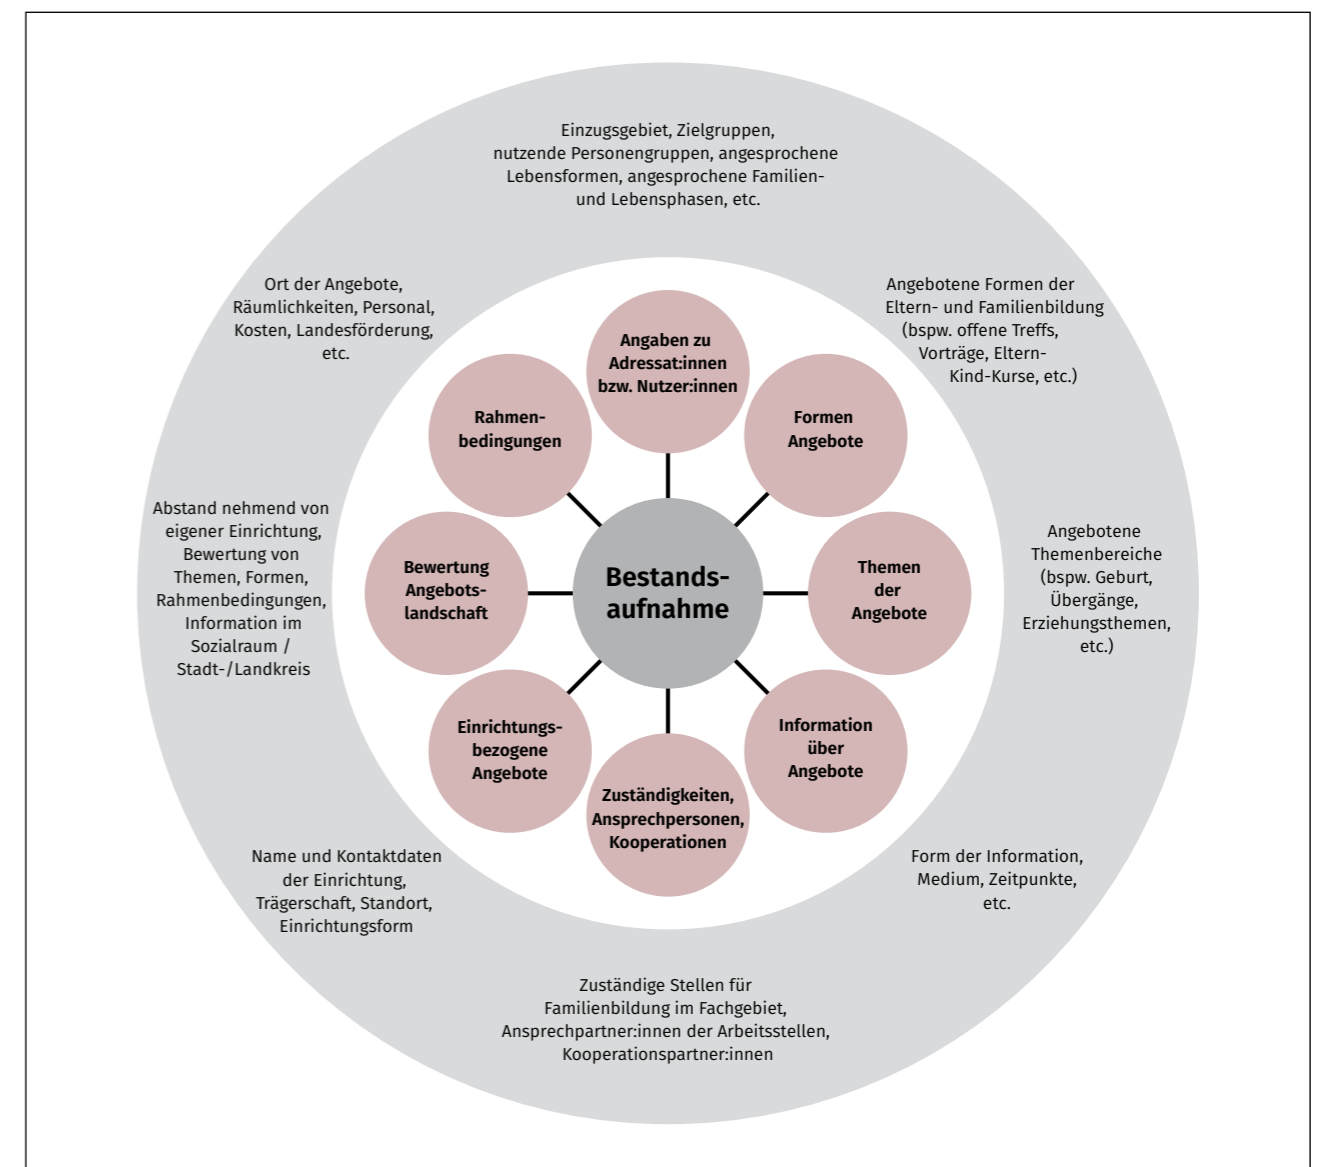 Einzugsgebiet, Zielgruppen,
nutzende Personengruppen, angesprochene
Lebensformen, angesprochene Familien-
und Lebensphasen, etc.
Ort der Angebote,
Räumlichkeiten, Personal,
Kosten, Landesförderung,
etc.
Angebotene Formen der
Eltern- und Familienbildung
(bspw. offene Treffs,
Vorträge, Eltern-
Kind-Kurse, etc.)
Angaben zu
Adressat:innen
bzw. Nutzer:innen
Rahmen-
bedingungen
Formen
Angebote
Abstand nehmend von
eigener Einrichtung,
Bewertung von
Themen, Formen,
Rahmenbedingungen,
Information im
Sozialraum /
Stadt-/Landkreis
Bewertung
Angebots-
landschaft
Bestands-
aufnahme
Themen
der
Angebote
Angebotene
Themenbereiche
(bspw. Geburt,
Übergänge,
Erziehungsthemen,
etc.)
Einrichtungs-
bezogene
Angebote
Information
über
Angebote
Zuständigkeiten,
Ansprechpersonen,
Kooperationen
Name und Kontaktdaten
der Einrichtung,
Trägerschaft, Standort,
Einrichtungsform
Form der Information,
Medium, Zeitpunkte,
etc.
Zuständige Stellen für
Familienbildung im Fachgebiet,
Ansprechpartner:innen der Arbeitsstellen,
Kooperationspartner:innen